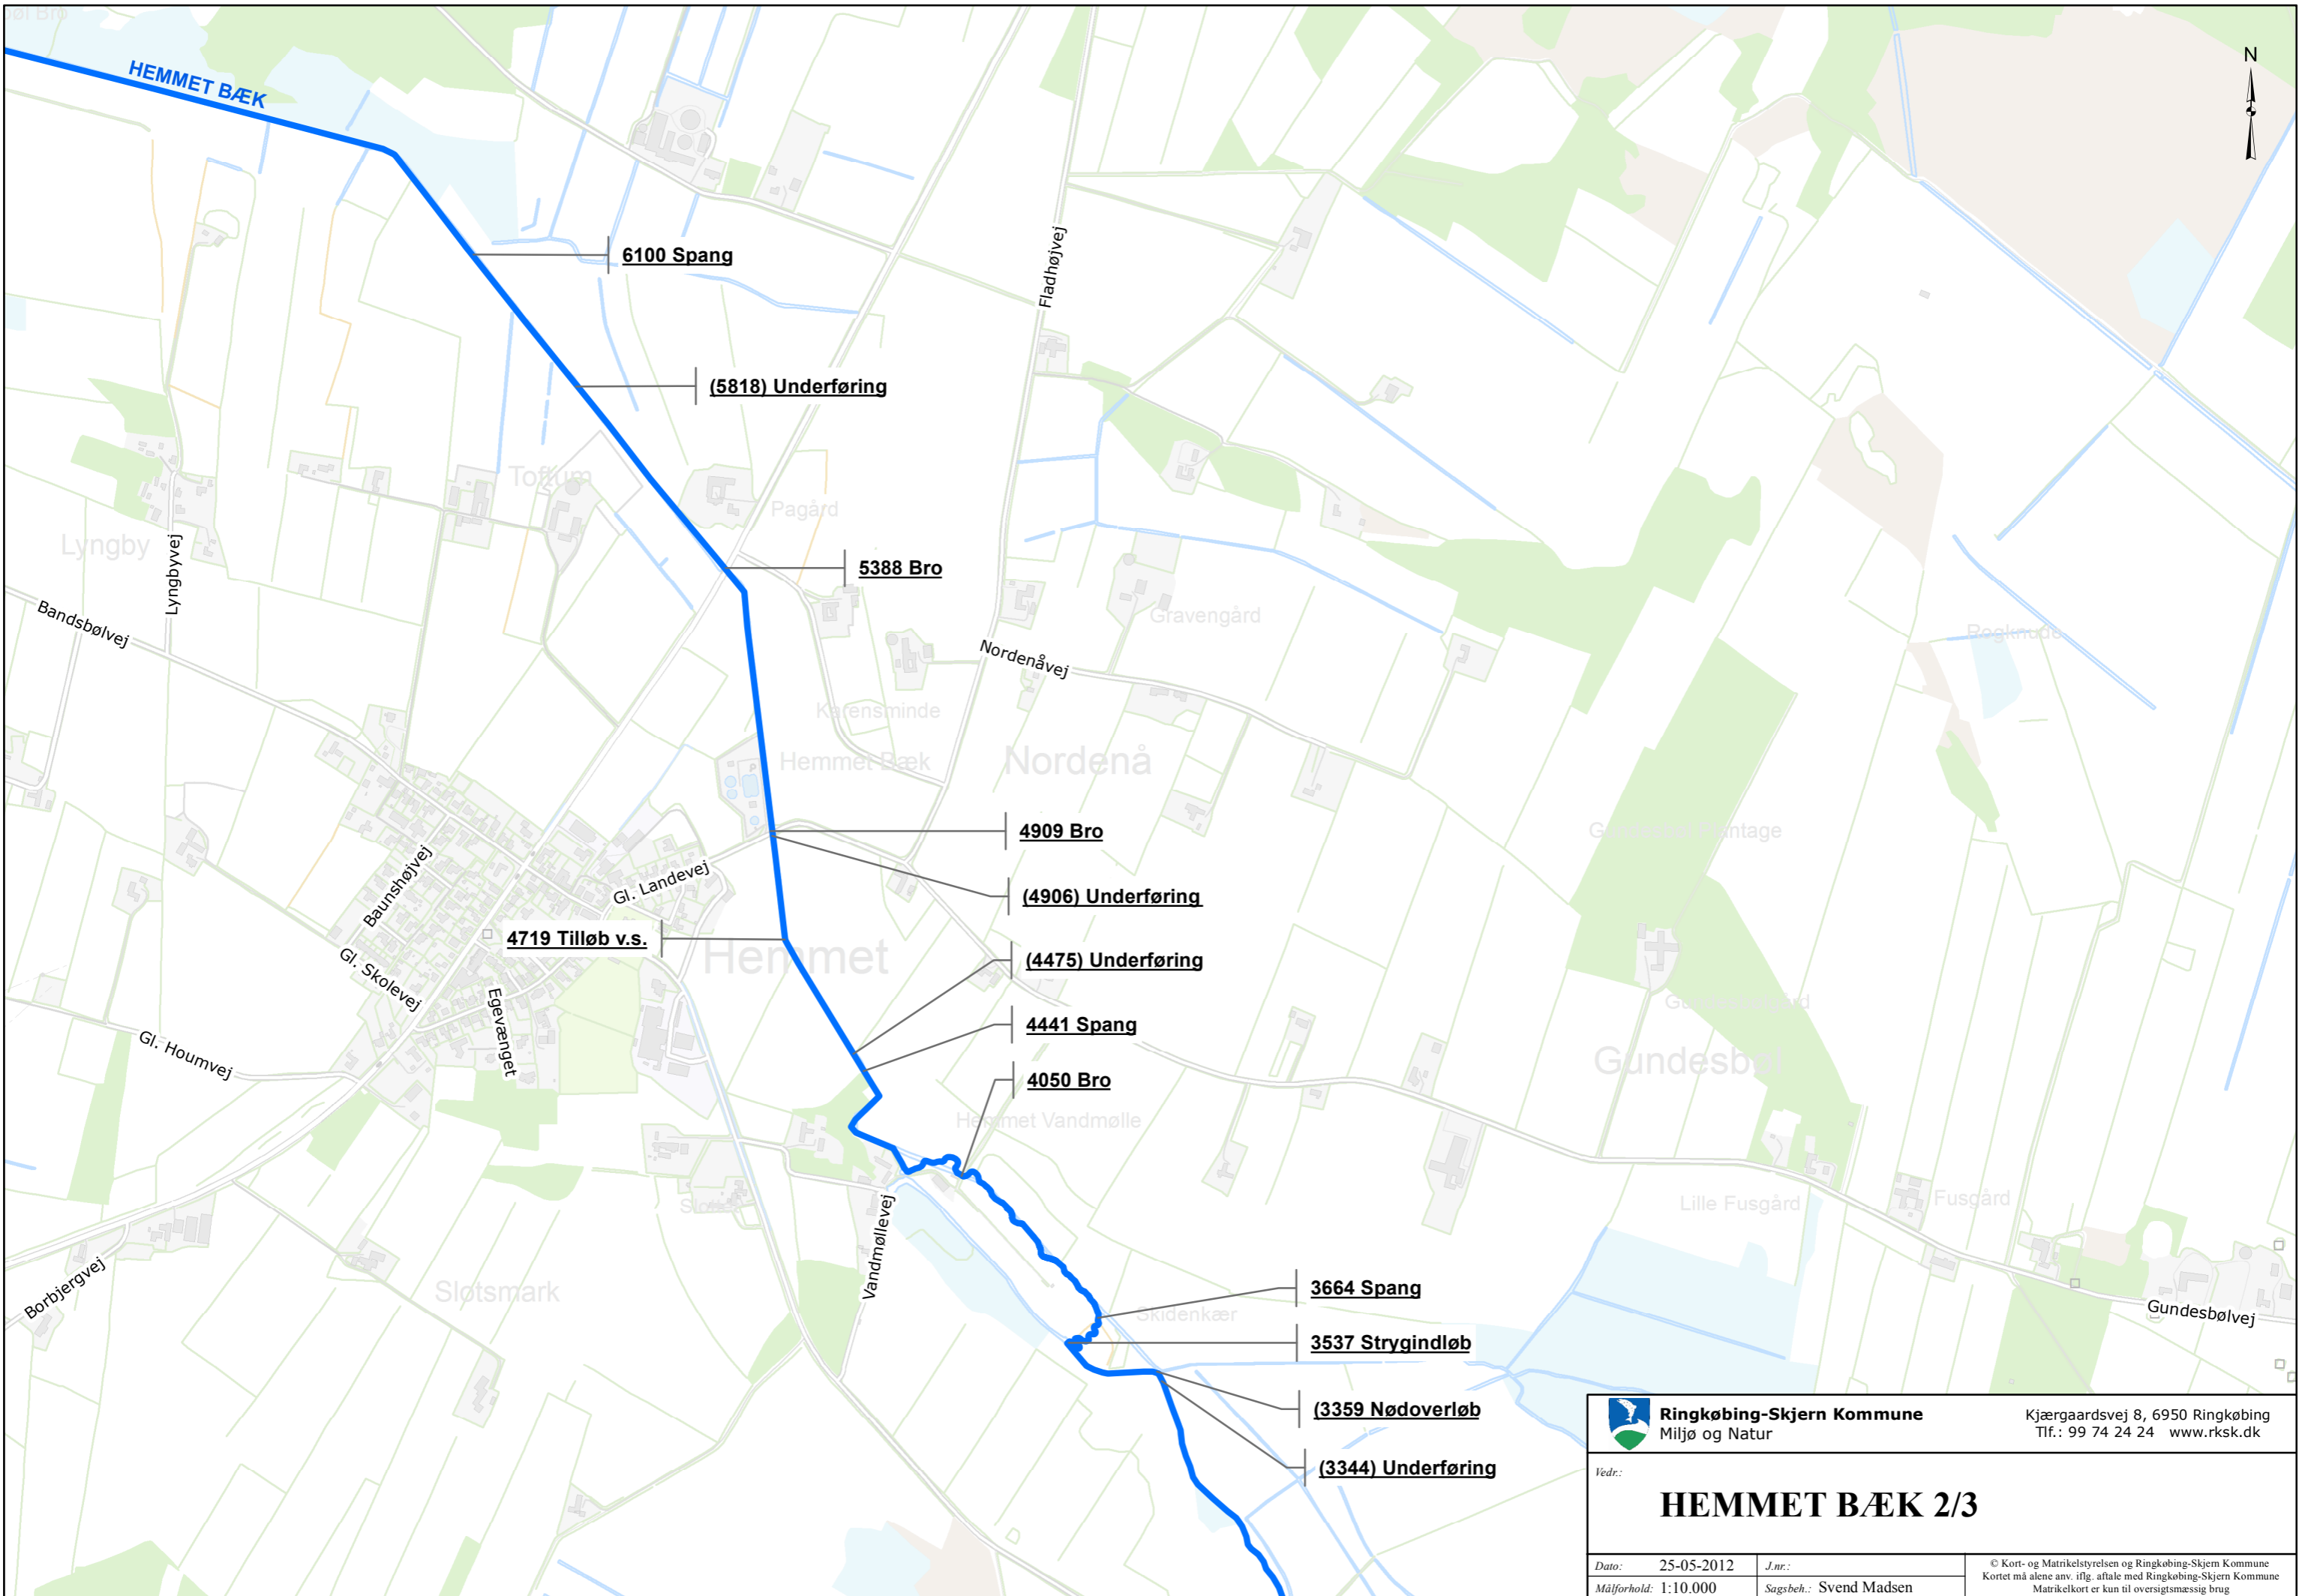 HEMMET BÆK
N
6100 Spang
Fladhøjvej
(5818) Underføring
Toftum
Pagård
Lyngby
Lyngbyvej
5388 Bro
Bandsbølvej
Gravengård
Nordenåvej
Rogknude
Karensminde
Hemmet Bæk
Nordenå
4909 Bro
Baunshøjvej
Gl. Landevej
(4906) Underføring
4719 Tilløb v.s.
Hemmet
(4475) Underføring
Gl. Skolevej
Egevænget
4441 Spang
Gl. Houmvej
Gundesbøl
4050 Bro
Hemmet Vandmølle
Lille Fusgård
Fusgård
Vandmøllevej
Borbjergvej
Slotsmark
3664 Spang
Skidenkær
Gundesbølvej
3537 Strygindløb
(3359 Nødoverløb
(3344) Underføring
Ringkøbing-Skjern Kommune
Miljø og Natur
Kjærgaardsvej 8, 6950 Ringkøbing
Tlf.: 99 74 24 24 www.rksk.dk
Vedr.:
HEMMET BÆK 2/3
Dato: 25-05-2012
J.nr.:
Målforhold: 1:10.000
Sagsbeh.: Svend Madsen
© Kort- og Matrikelstyrelsen og Ringkøbing-Skjern Kommune
Kortet må alene anv. iflg. aftale med Ringkøbing-Skjern Kommune
Matrikelkort er kun til oversigtsmæssig brug